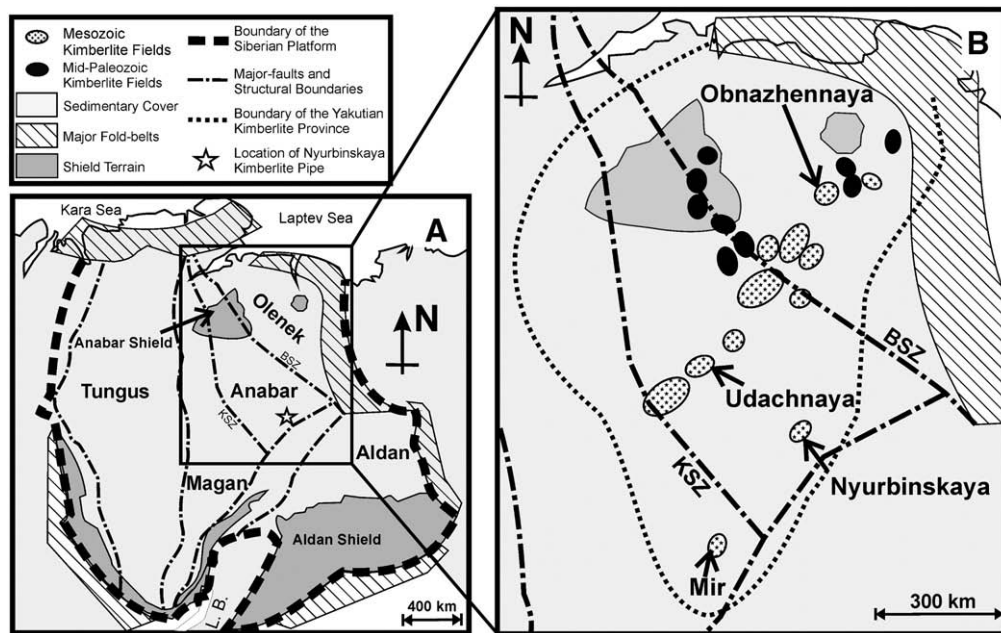 Mesozoic
Kimberlite Fields
Mid-Paleozoic
Kimberlite Fields
Sedimentary Cover
Major Fold-belts
Shield Terrain
Boundary of the
Siberian Platform
Major-faults and
Structural Boundaries
Boundary of the Yakutian
Kimberlite Province
Location of Nyurbinskaya
Kimberlite Pipe
Kara Sea
Laptev Sea
A
N
Olenek
Anabar Shield
BSZ
Tungus
Anabar
KSZ
Aldan
Magan
Aldan Shield
L.B.
400 km
N
B
Obnazhennaya
BSZ
Udachnaya
KSZ
Nyurbinskaya
Mir
300 km